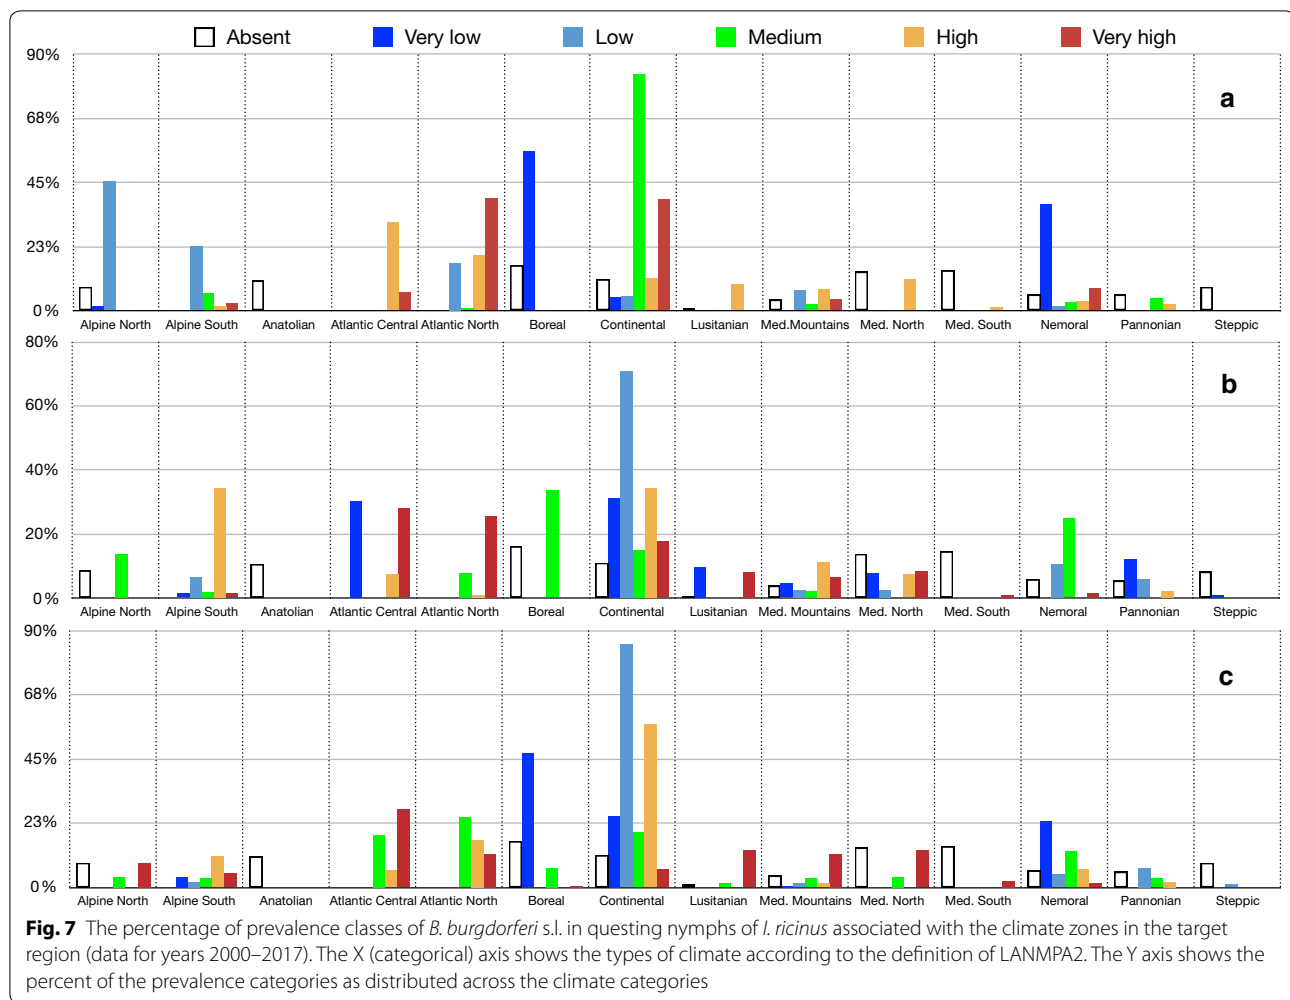 Absent Very low Low Medium High Very high
90%
a
68%
45%
23%
0%
Alpine North Alpine South Anatolian Atlantic Central Atlantic North Boreal Continental Lusitanian Med.Mountains Med. North Med. South Nemoral Pannonian Steppic
80%
b
60%
40%
20%
0%
Alpine North Alpine South Anatolian Atlantic Central Atlantic North Boreal Continental Lusitanian Med. Mountains Med. North Med. South Nemoral Pannonian Steppic
90%
c
68%
45%
23%
0%
Alpine North Alpine South Anatolian Atlantic Central Atlantic North Boreal Continental Lusitanian Med. Mountains Med. North Med. South Nemoral Pannonian Steppic
Fig. 7 The percentage of prevalence classes of B. burgdorferi s.l. in questing nymphs of I. ricinus associated with the climate zones in the target
region (data for years 2000–2017). The X (categorical) axis shows the types of climate according to the definition of LANMPA2. The Y axis shows the
percent of the prevalence categories as distributed across the climate categories